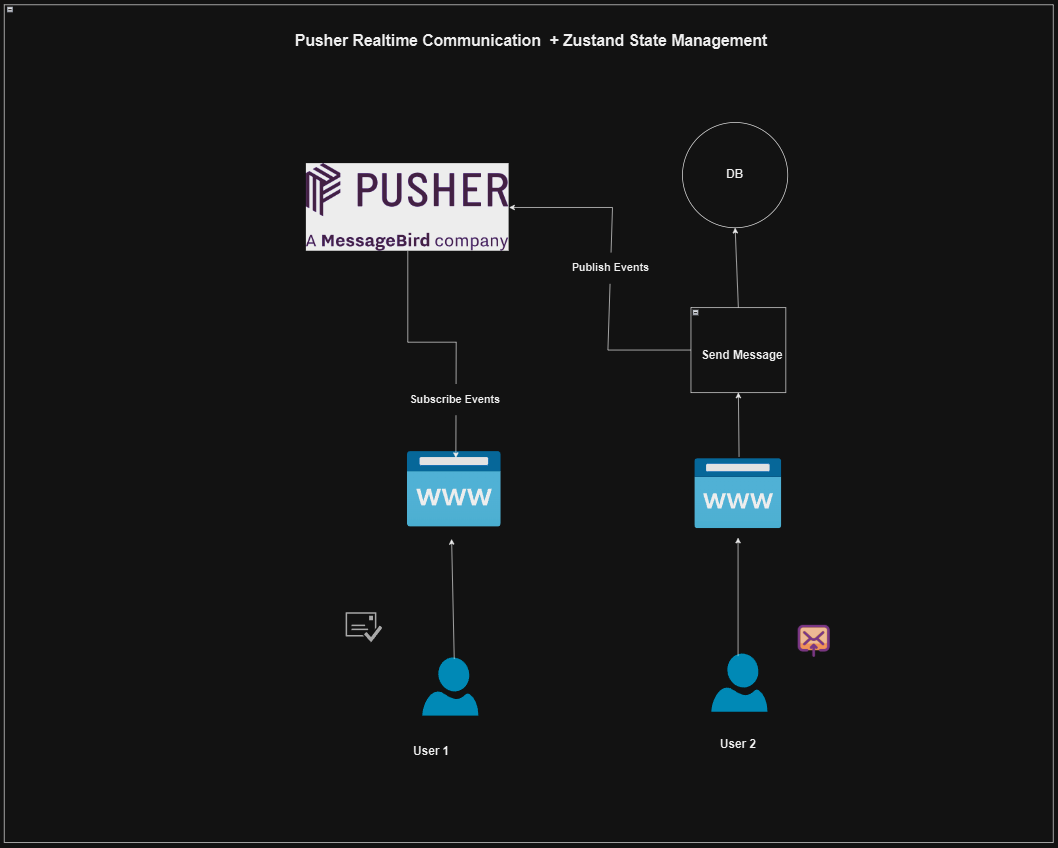 Pusher Realtime Communication + Zustand State Management
DB
PUSHER
A MessageBird company
Publish Events
Send Message
Subscribe Events
WWW
WWW
User 2
User 1